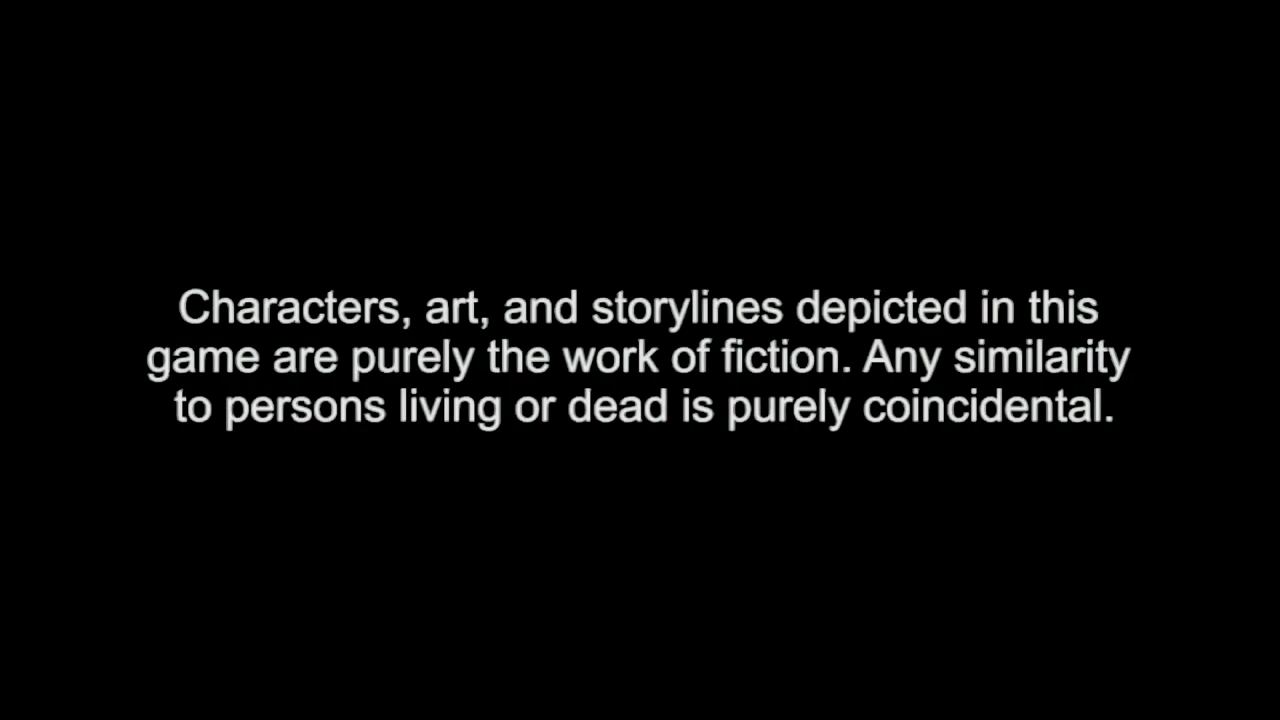 Characters, art, and storylines depicted in this
game are purely the work of fiction. Any similarity
to persons living or dead is purely coincidental.